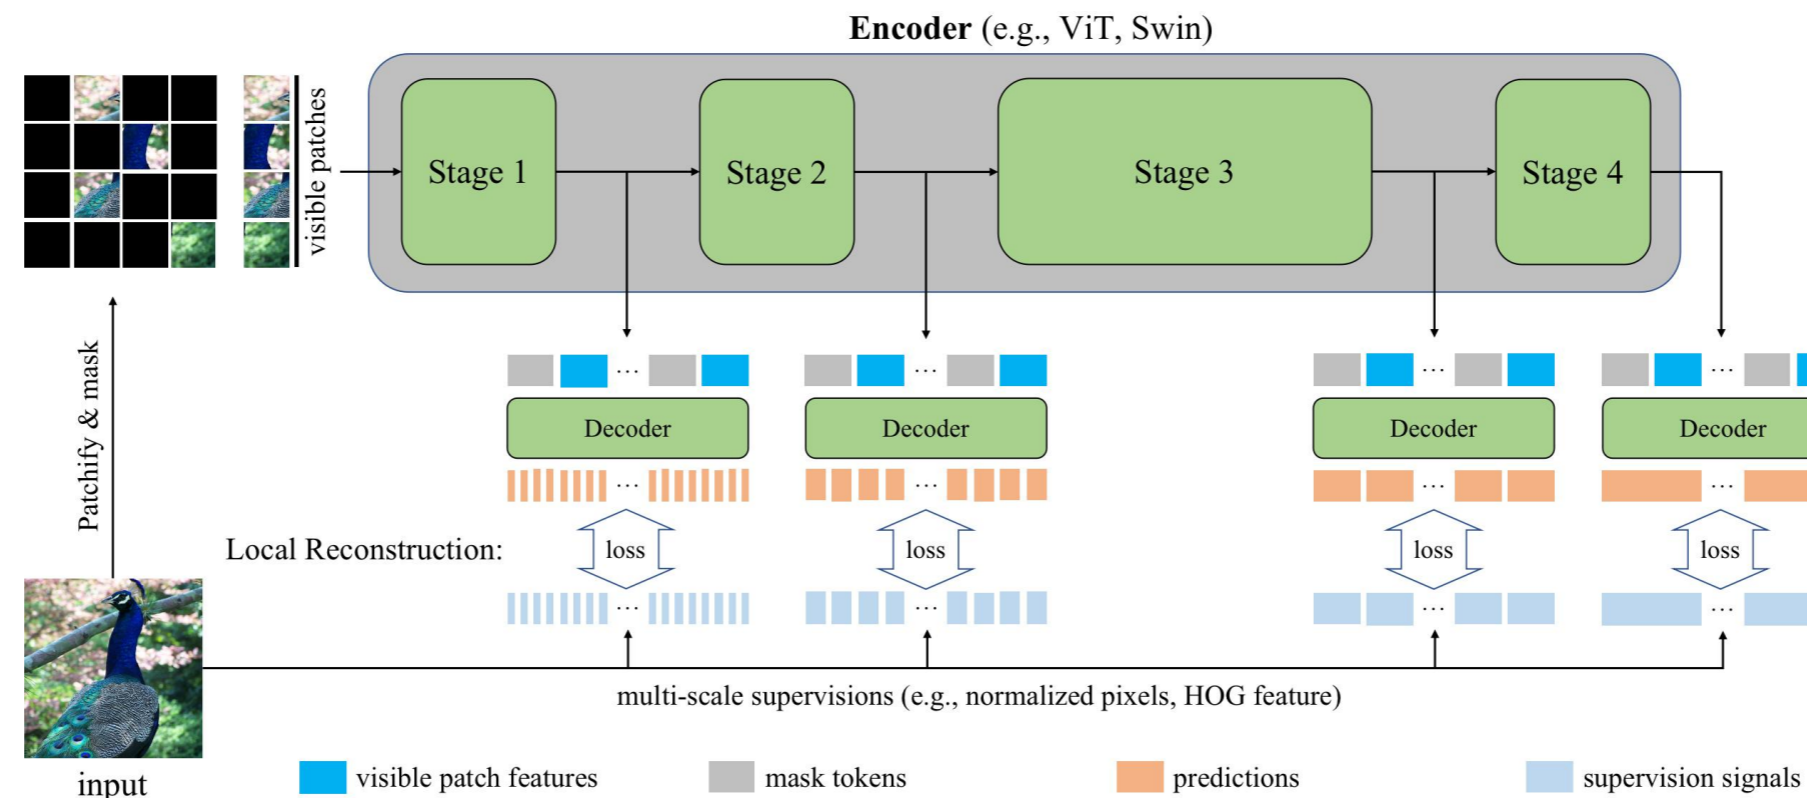 Encoder (e.g., ViT, Swin)
visible patches
Stage 1
Stage 2
Stage 3
Stage 4
Patchify & mask
...
...
...
...
Decoder
Decoder
Decoder
Decoder
...
...
...
...
Local Reconstruction:
loss
loss
loss
loss
...
...
...
...
multi-scale supervisions (e.g., normalized pixels, HOG feature)
input
visible patch features
mask tokens
predictions
supervision signals